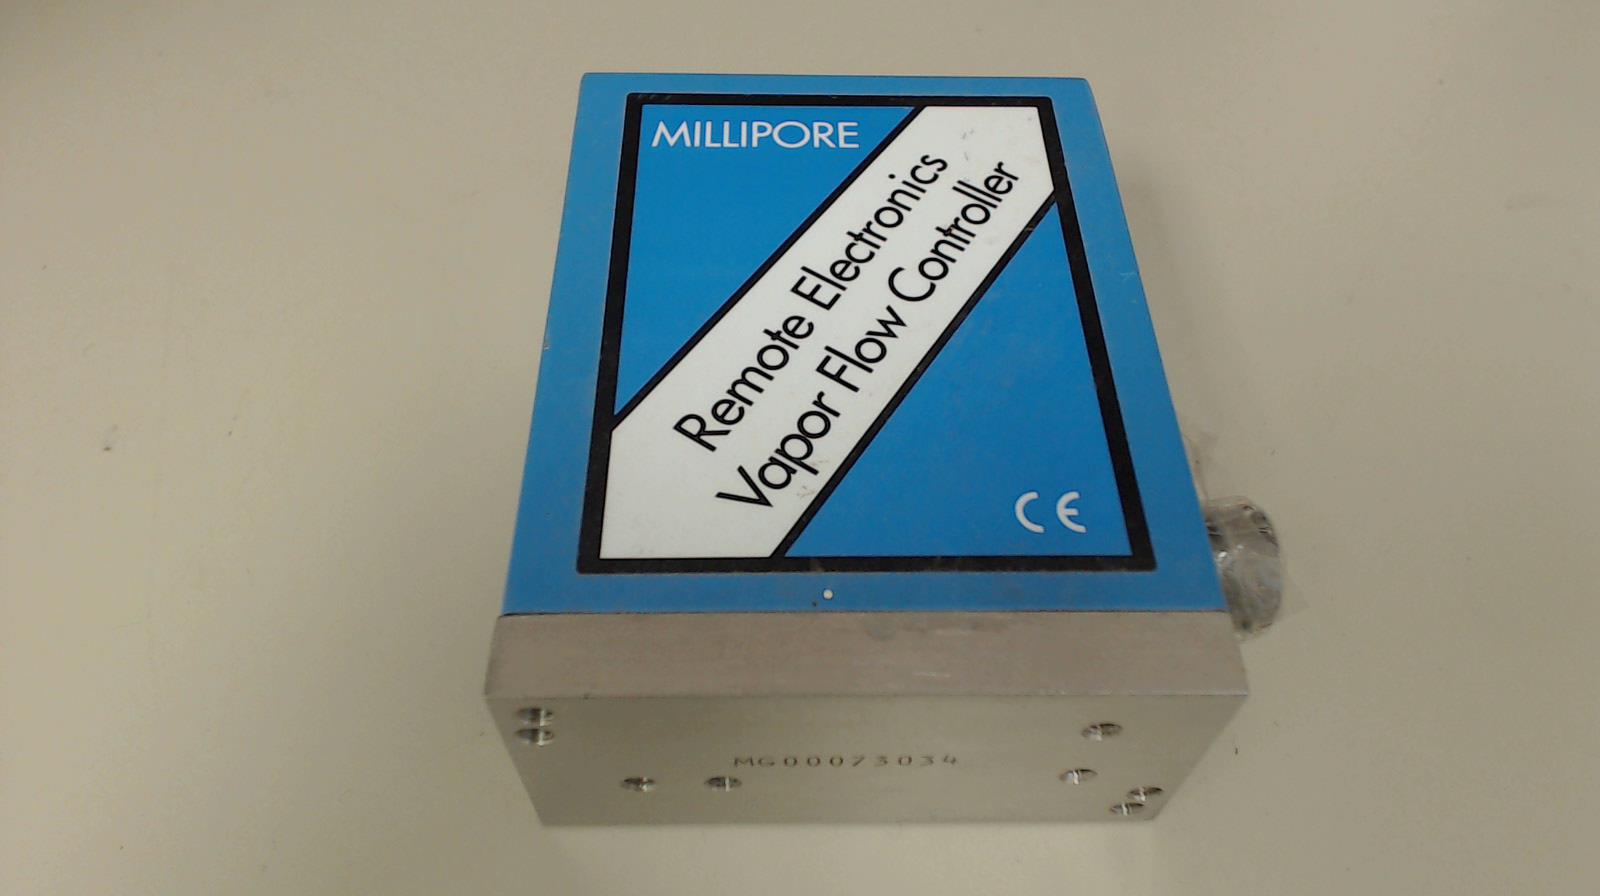 MILLIPORE
Remote Electronics
Vapor Flow Controller
CE
MG00073034